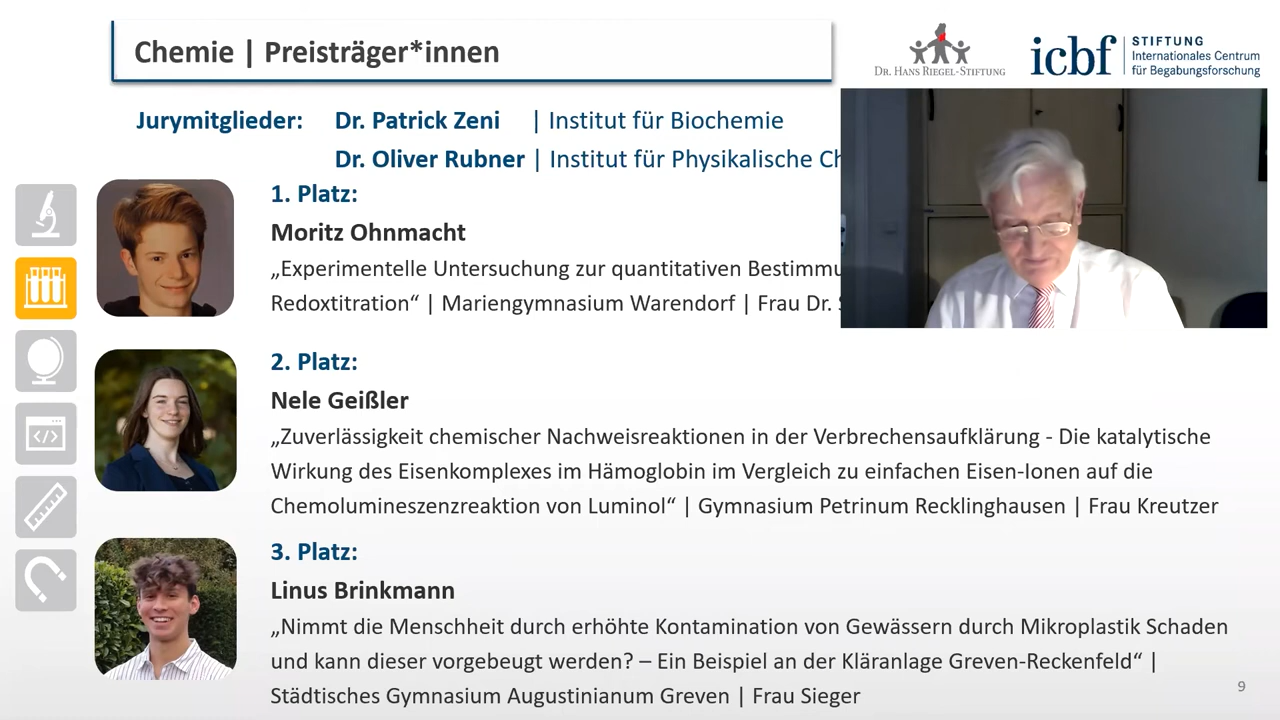 Chemie | Preisträger*innen
DR. HANS RIEGEL-STIFTUNG
icbf
STIFTUNG
Internationales Centrum
für Begabungsforschung
Jurymitglieder: Dr. Patrick Zeni | Institut für Biochemie
Dr. Oliver Rubner | Institut für Physikalische
1. Platz:
Moritz Ohnmacht
„Experimentelle Untersuchung zur quantitativen
Redoxtitration“ | Mariengymnasium Warendorf | Frau Dr.
2. Platz:
Nele Geißler
„Zuverlässigkeit chemischer Nachweisreaktionen in der Verbrechensaufklärung - Die katalytische
Wirkung des Eisenkomplexes im Hämoglobin im Vergleich zu einfachen Eisen-Ionen auf die
Chemolumineszenzreaktion von Luminol“ | Gymnasium Petrinum Recklinghausen | Frau Kreutzer
3. Platz:
Linus Brinkmann
„Nimmt die Menschheit durch erhöhte Kontamination von Gewässern durch Mikroplastik Schaden
und kann dieser vorgebeugt werden? – Ein Beispiel an der Kläranlage Greven-Reckenfeld“ |
Städtisches Gymnasium Augustinianum Greven | Frau Sieger
9